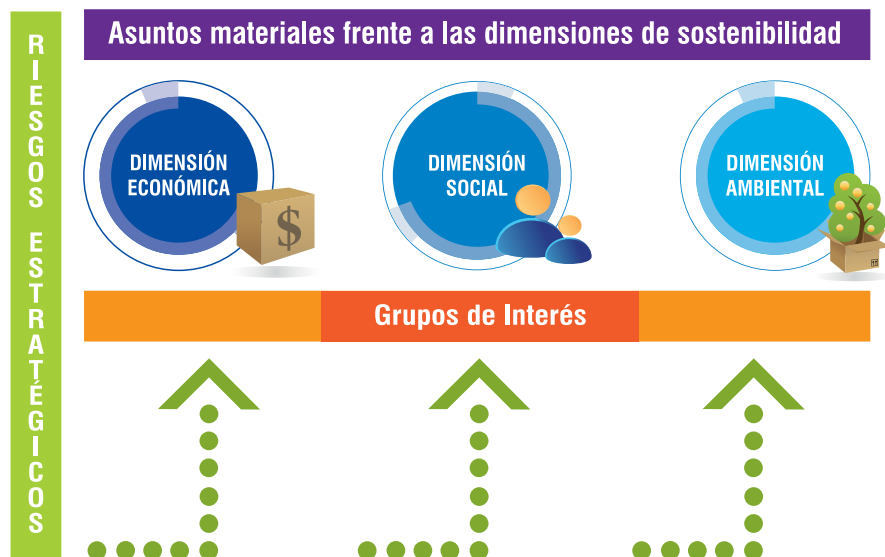 RIESGOS ESTRATÉGICOS
Asuntos materiales frente a las dimensiones de sostenibilidad
DIMENSIÓN
ECONÓMICA
$
DIMENSIÓN
SOCIAL
DIMENSIÓN
AMBIENTAL
Grupos de Interés